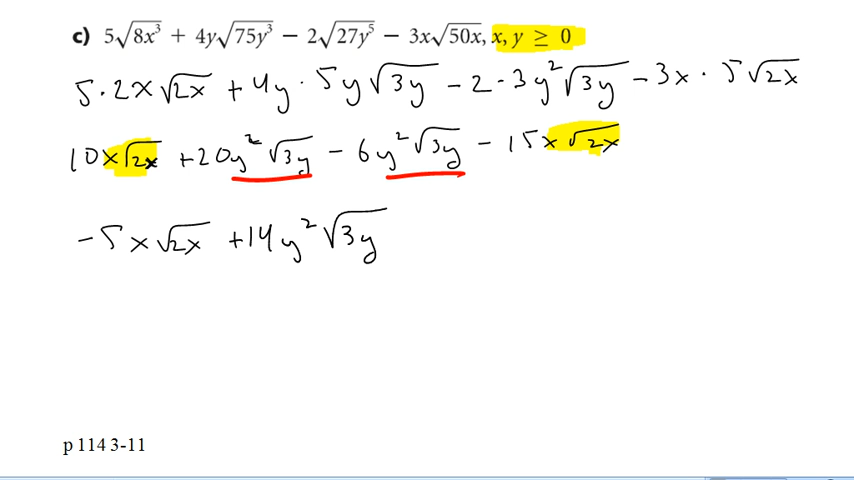 c) 5√8x³ + 4y√75y³ − 2√27y⁵ − 3x√50x, x, y ≥ 0
5·2x√2x + 4y·5y√3y − 2·3y²√3y − 3x·5√2x
10x√2x + 20y²√3y − 6y²√3y − 15x√2x
−5x√2x + 14y²√3y
p 114 3-11